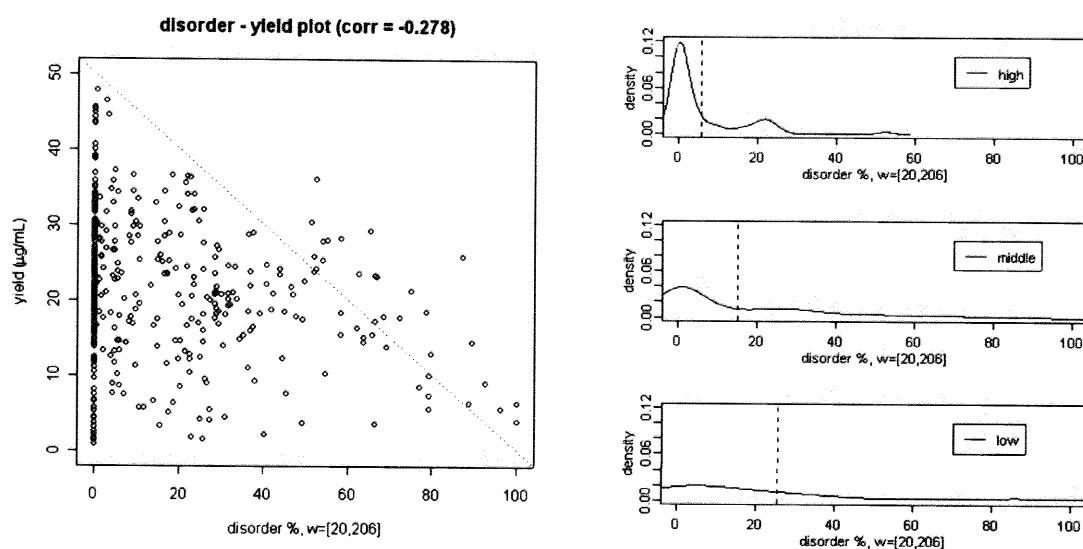 disorder - yield plot (corr = -0.278)
yield (µg/mL)
50
40
30
20
10
0
0 20 40 60 80 100
disorder %, w=[20,206]
density
0.12
0.06
0.00
high
0 20 40 60 80 100
disorder %, w=[20,206]
density
0.12
0.06
0.00
middle
0 20 40 60 80 100
disorder %, w=[20,206]
density
0.12
0.06
0.00
low
0 20 40 60 80 100
disorder %, w=[20,206]